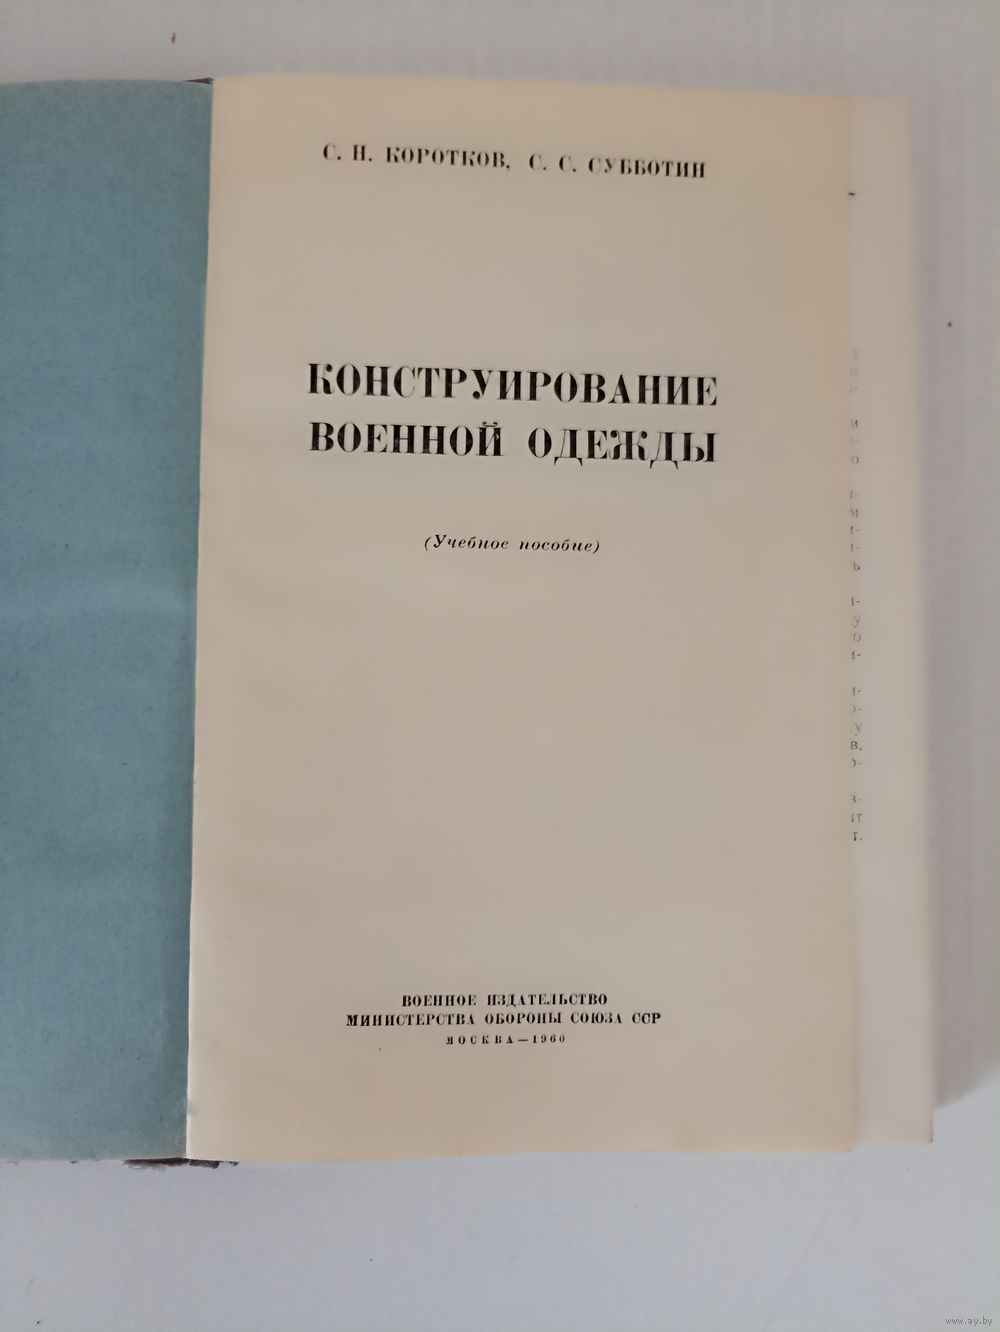 С. Н. КОРОТКОВ, С. С. СУББОТИН
КОНСТРУИРОВАНИЕ
ВОЕННОЙ ОДЕЖДЫ
(Учебное пособие)
ВОЕННОЕ ИЗДАТЕЛЬСТВО
МИНИСТЕРСТВА ОБОРОНЫ СОЮЗА ССР
МОСКВА—1960
www.ay.by